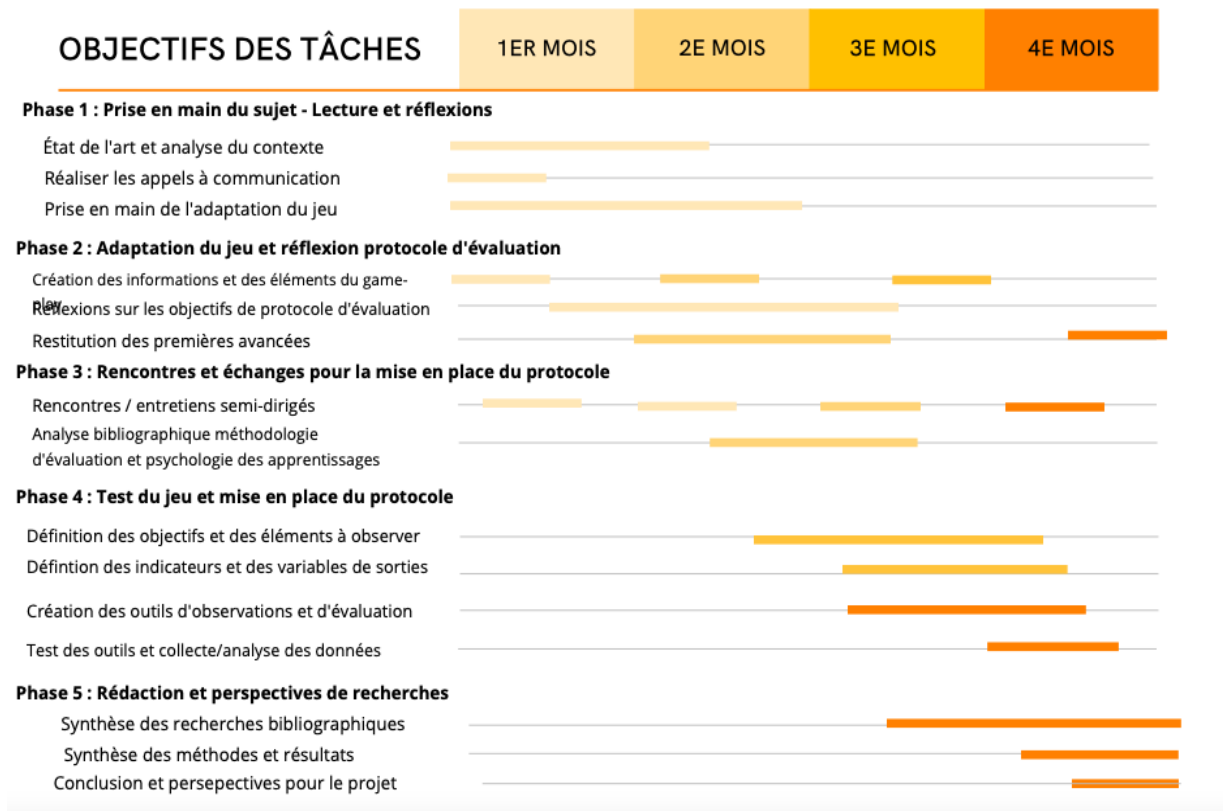 OBJECTIFS DES TÂCHES 1ER MOIS 2E MOIS 3E MOIS 4E MOIS
Phase 1 : Prise en main du sujet - Lecture et réflexions
État de l'art et analyse du contexte
Réaliser les appels à communication
Prise en main de l'adaptation du jeu
Phase 2 : Adaptation du jeu et réflexion protocole d'évaluation
Création des informations et des éléments du game-
play
Réflexions sur les objectifs de protocole d'évaluation
Restitution des premières avancées
Phase 3 : Rencontres et échanges pour la mise en place du protocole
Rencontres / entretiens semi-dirigés
Analyse bibliographique méthodologie
d'évaluation et psychologie des apprentissages
Phase 4 : Test du jeu et mise en place du protocole
Définition des objectifs et des éléments à observer
Défintion des indicateurs et des variables de sorties
Création des outils d'observations et d'évaluation
Test des outils et collecte/analyse des données
Phase 5 : Rédaction et perspectives de recherches
Synthèse des recherches bibliographiques
Synthèse des méthodes et résultats
Conclusion et persepectives pour le projet